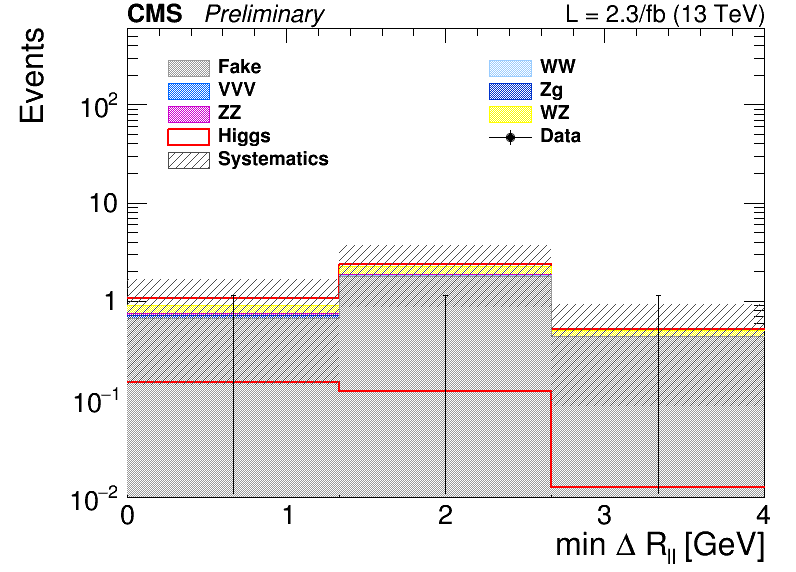 CMS Preliminary L = 2.3/fb (13 TeV)
Events
Fake WW
VVV Zg
ZZ WZ
Higgs Data
Systematics
10²
10
1
10⁻¹
10⁻²
0 1 2 3 4
min Δ R_ll [GeV]